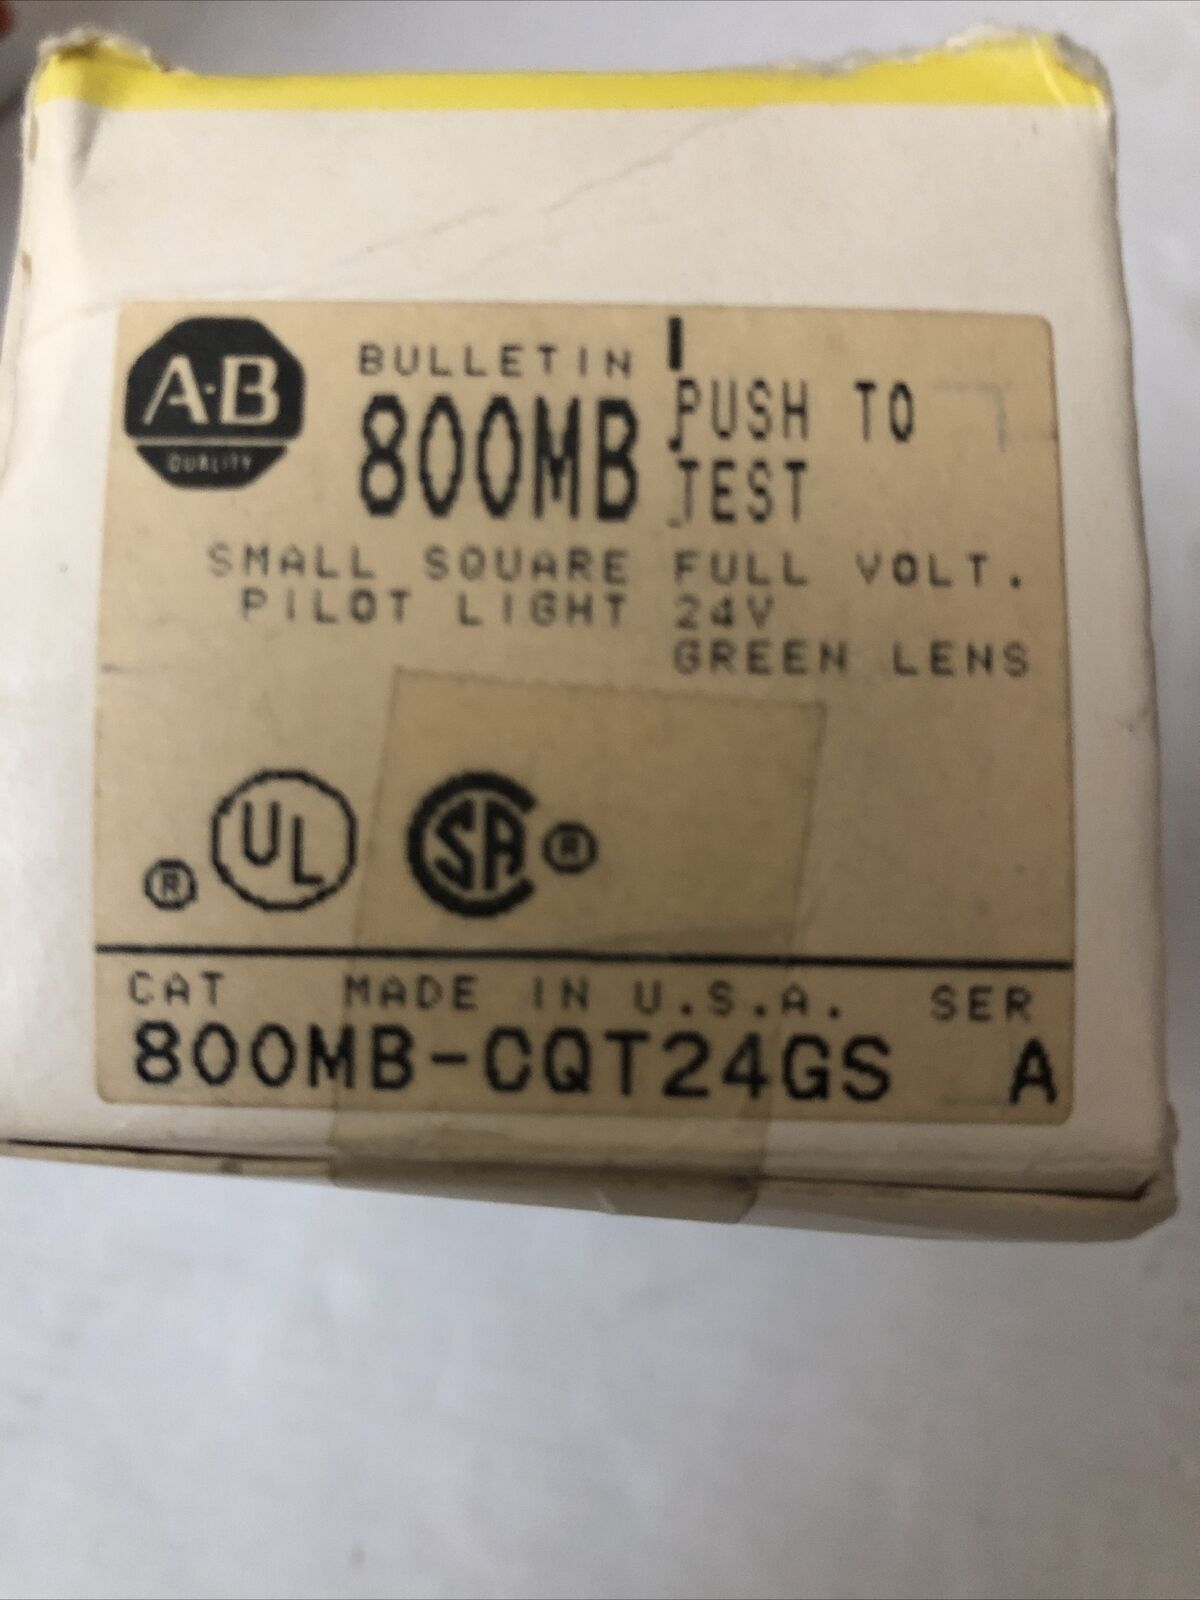 A·B
QUALITY
BULLETIN
800MB
PUSH TO
TEST
SMALL SQUARE FULL VOLT.
PILOT LIGHT 24V
GREEN LENS
® UL SA ®
CAT MADE IN U.S.A. SER
800MB-CQT24GS A